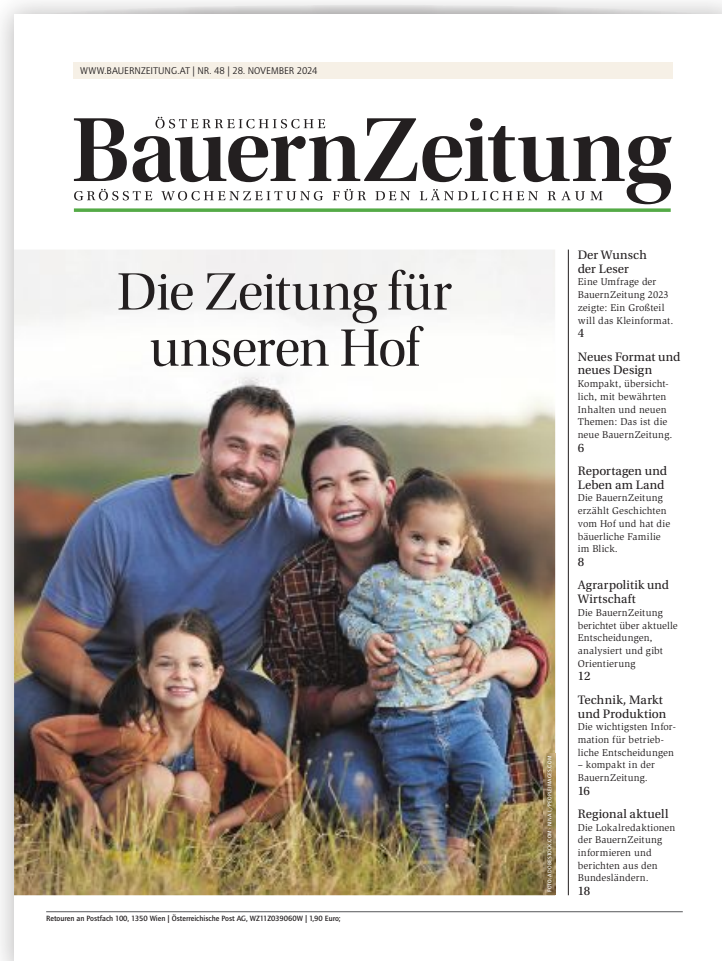 WWW.BAUERNZEITUNG.AT | NR. 48 | 28. NOVEMBER 2024
ÖSTERREICHISCHE
BauernZeitung
GRÖSSTE WOCHENZEITUNG FÜR DEN LÄNDLICHEN RAUM
Die Zeitung für
unseren Hof
Der Wunsch
der Leser
Eine Umfrage der
BauernZeitung 2023
zeigte: Ein Großteil
will das Kleinformat.
4
Neues Format und
neues Design
Kompakt, übersicht-
lich, mit bewährten
Inhalten und neuen
Themen: Das ist die
neue BauernZeitung.
6
Reportagen und
Leben am Land
Die BauernZeitung
erzählt Geschichten
vom Hof und hat die
bäuerliche Familie
im Blick.
8
Agrarpolitik und
Wirtschaft
Die BauernZeitung
berichtet über aktuelle
Entscheidungen,
analysiert und gibt
Orientierung
12
Technik, Markt
und Produktion
Die wichtigsten Infor-
mation für betrieb-
liche Entscheidungen
– kompakt in der
BauernZeitung.
16
Regional aktuell
Die Lokalredaktionen
der BauernZeitung
informieren und
berichten aus den
Bundesländern.
18
Retouren an Postfach 100, 1350 Wien | Österreichische Post AG, WZ11Z039060W | 1,90 Euro;